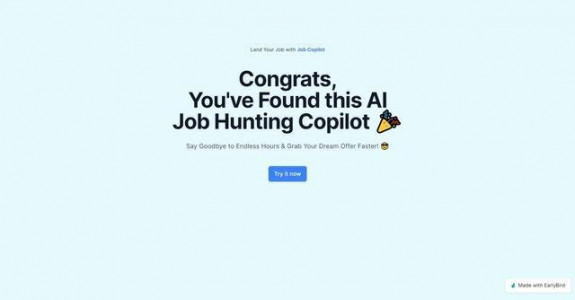 Land Your Job with Job Copilot
Congrats,
You've Found this AI
Job Hunting Copilot 🎉
Say Goodbye to Endless Hours & Grab Your Dream Offer Faster! 😎
Try it now
Made with EarlyBird